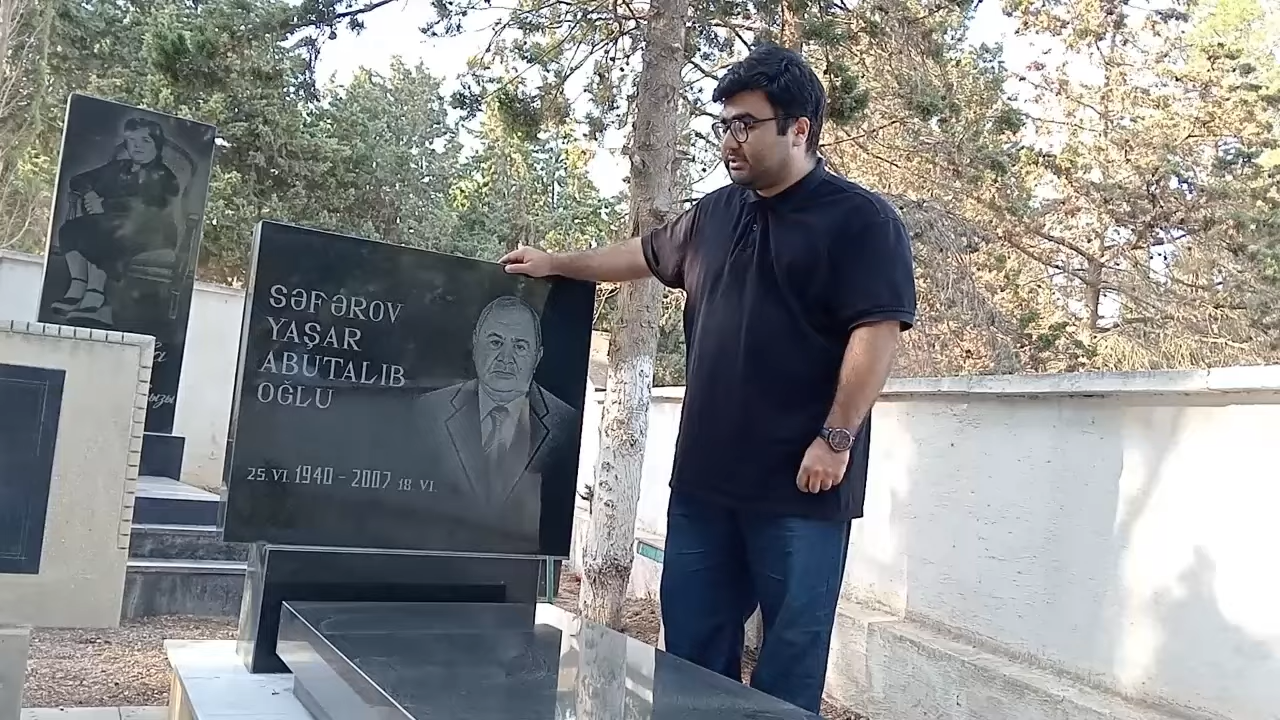 SƏFƏROV
YAŞAR
ABUTALIB
OĞLU
25. VI. 1940 - 2007 18. VI.